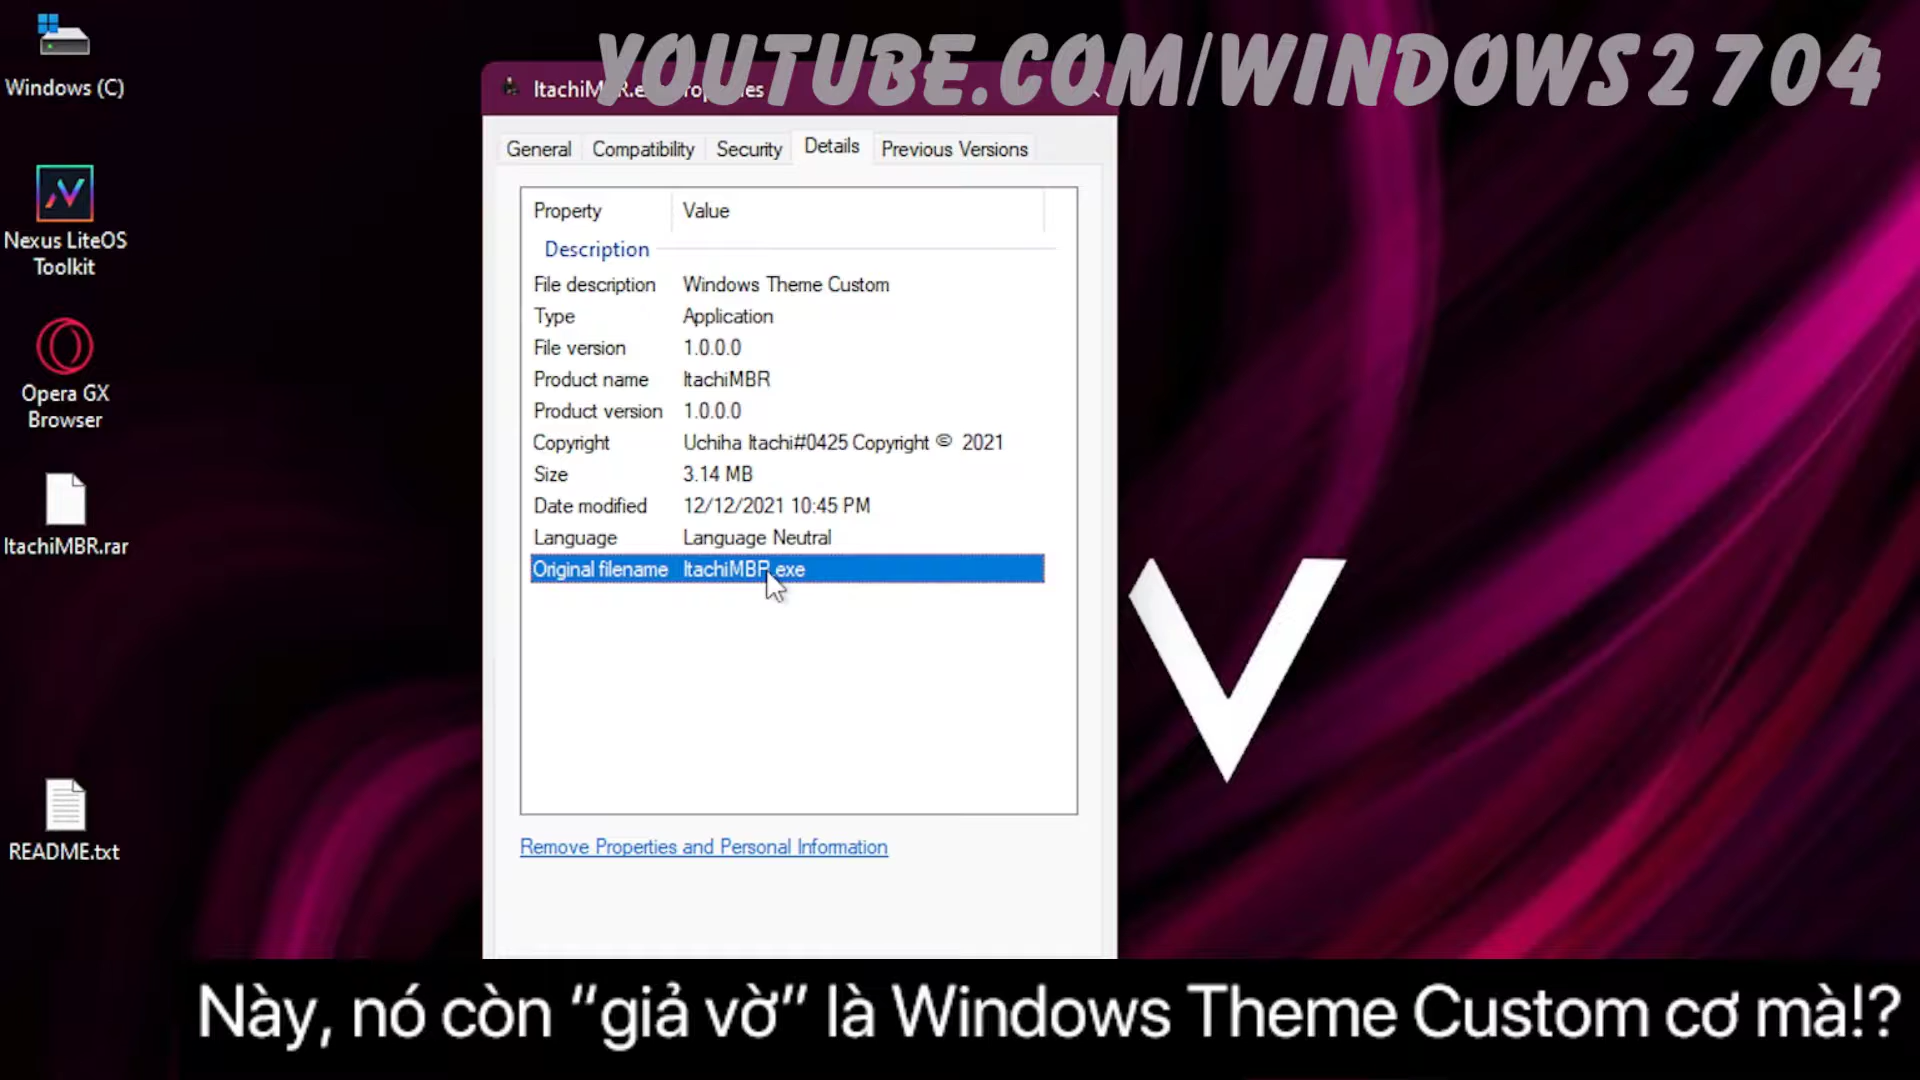 YOUTUBE.COM/WINDOWS2704
Windows (C)
Nexus LiteOS
Toolkit
Opera GX
Browser
ItachiMBR.rar
README.txt
ItachiMBR.exe Properties
General
Compatibility
Security
Details
Previous Versions
Property Value
Description
File description Windows Theme Custom
Type Application
File version 1.0.0.0
Product name ItachiMBR
Product version 1.0.0.0
Copyright Uchiha Itachi#0425 Copyright © 2021
Size 3.14 MB
Date modified 12/12/2021 10:45 PM
Language Language Neutral
Original filename ItachiMBR.exe
Remove Properties and Personal Information
Này, nó còn “giả vờ” là Windows Theme Custom cơ mà!?